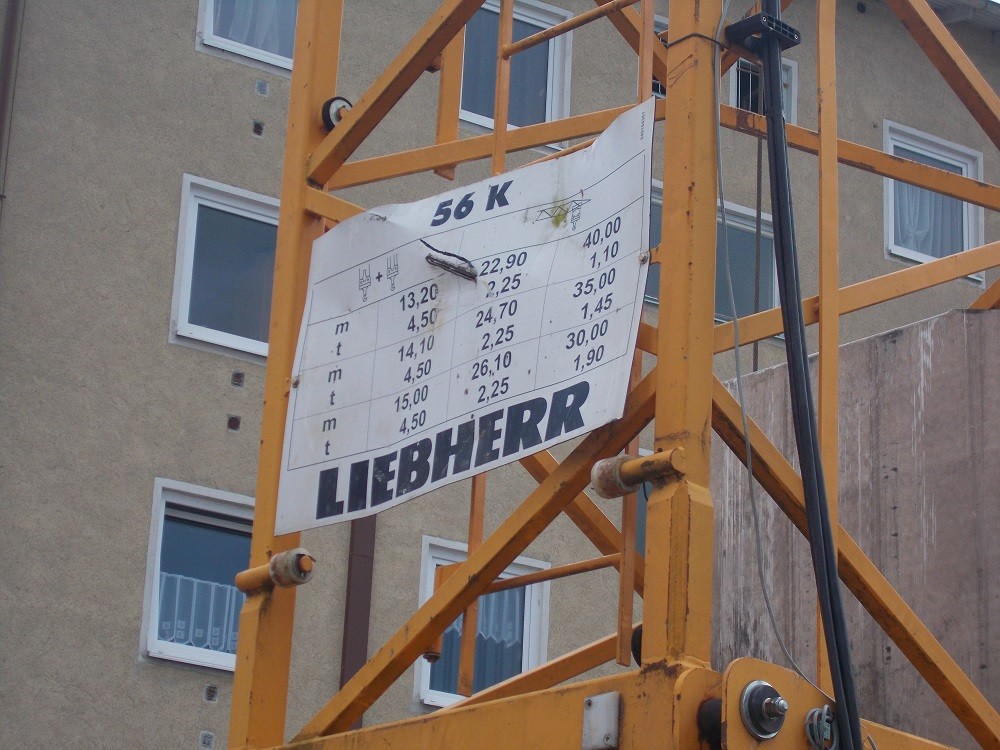 56 K
m 13,20 22,90 40,00
t 4,50 2,25 1,10
m 14,10 24,70 35,00
t 4,50 2,25 1,45
m 15,00 26,10 30,00
t 4,50 2,25 1,90
LIEBHERR